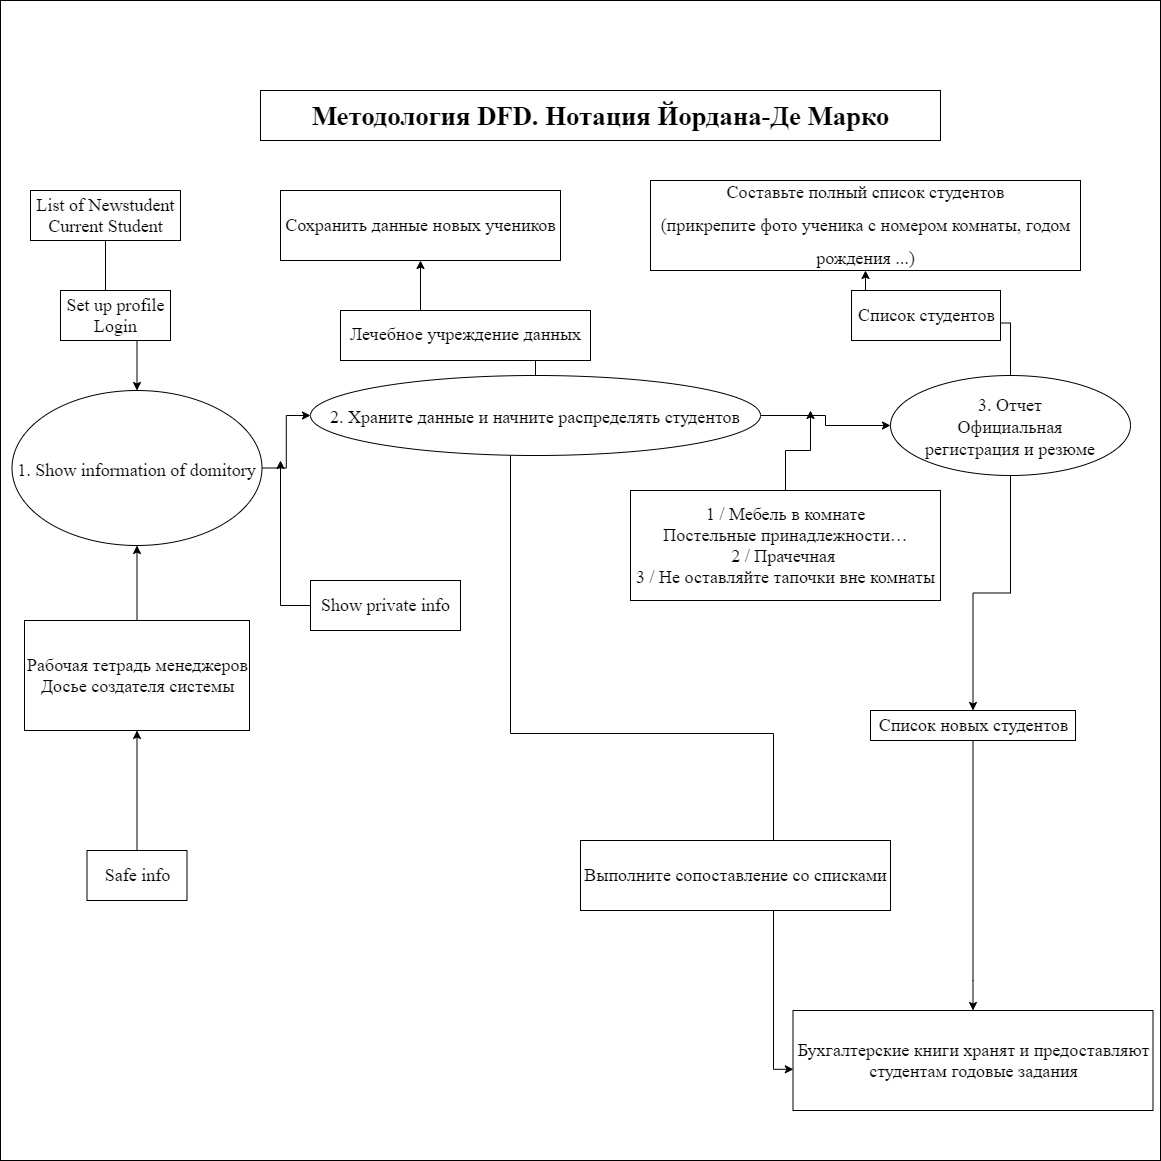 Методология DFD. Нотация Йордана-Де Марко
List of Newstudent
Current Student
Set up profile
Login
1. Show information of domitory
Рабочая тетрадь менеджеров
Досье создателя системы
Safe info
Show private info
Сохранить данные новых учеников
Лечебное учреждение данных
2. Храните данные и начните распределять студентов
Составьте полный список студентов
(прикрепите фото ученика с номером комнаты, годом
рождения ...)
Список студентов
3. Отчет
Официальная
регистрация и резюме
1 / Мебель в комнате
Постельные принадлежности…
2 / Прачечная
3 / Не оставляйте тапочки вне комнаты
Список новых студентов
Выполните сопоставление со списками
Бухгалтерские книги хранят и предоставляют
студентам годовые задания